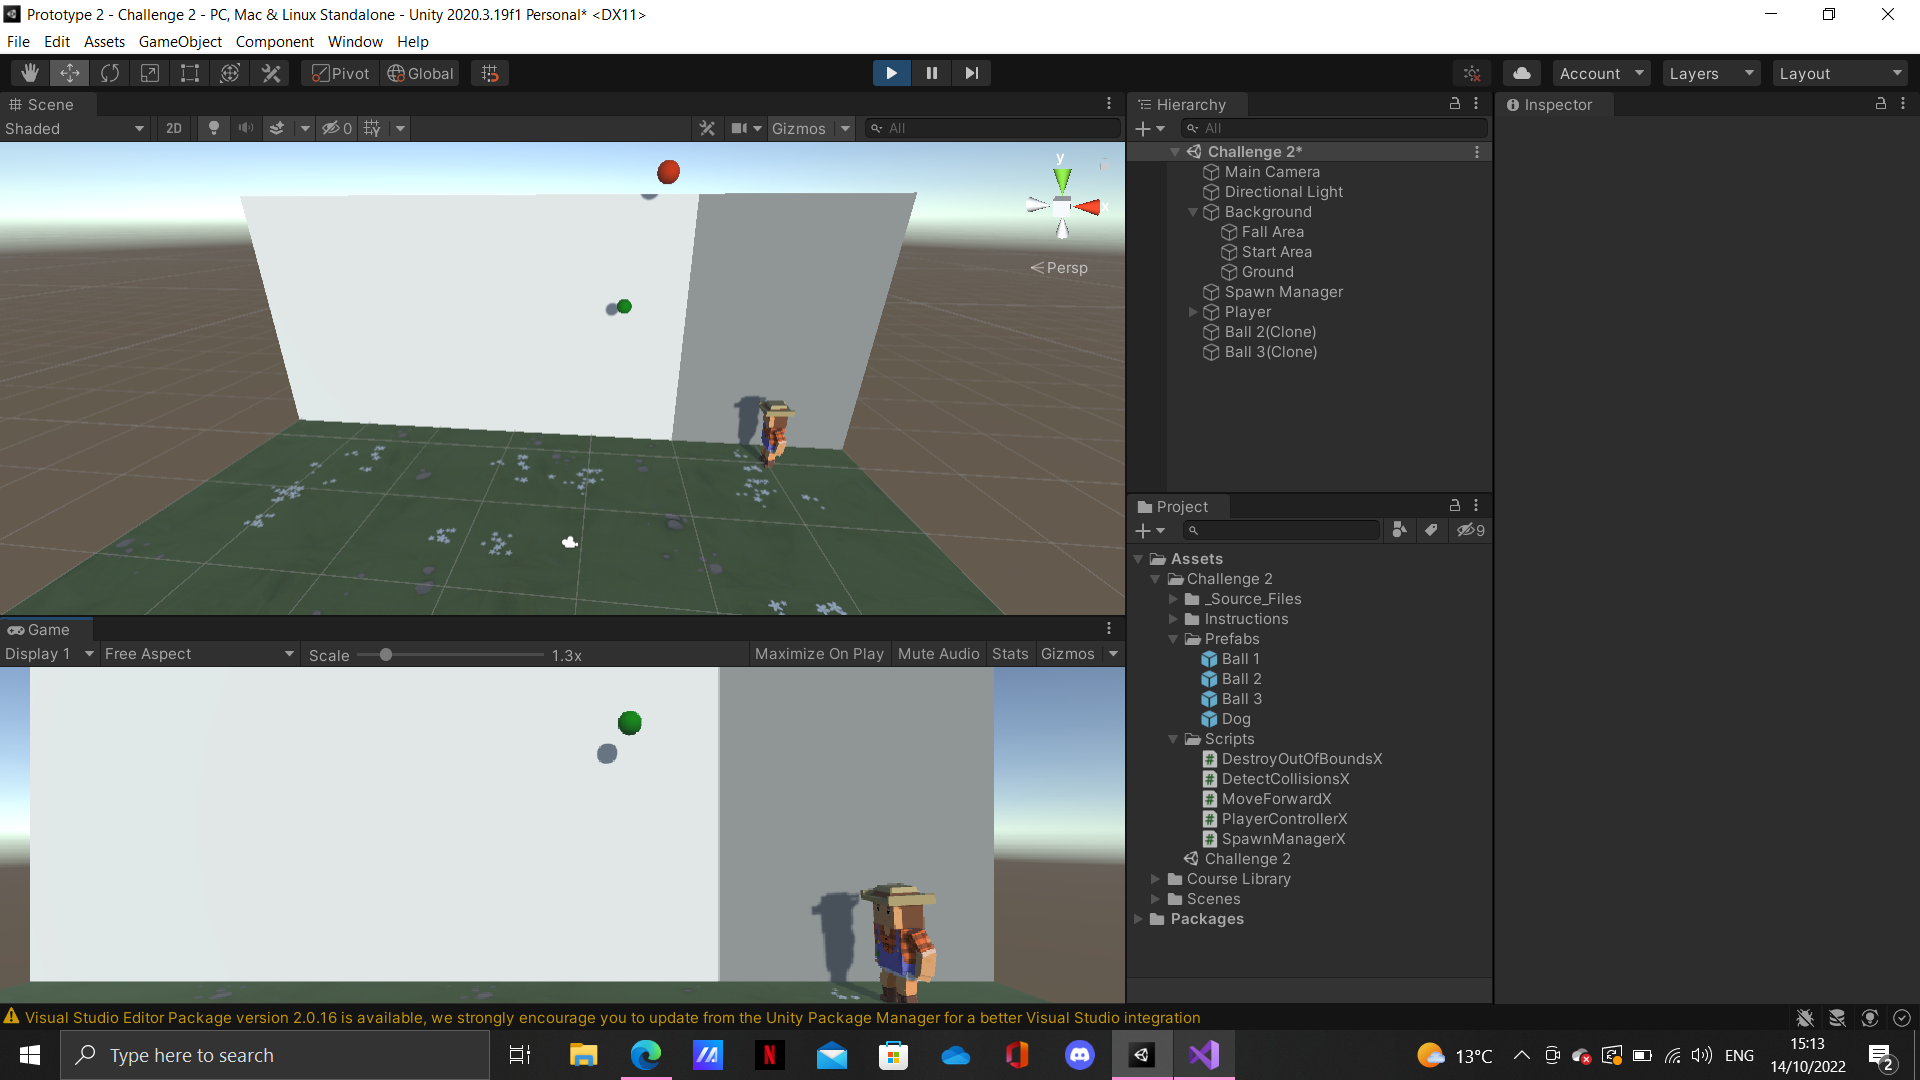 Prototype 2 - Challenge 2 - PC, Mac & Linux Standalone - Unity 2020.3.19f1 Personal* <DX11>
File Edit Assets GameObject Component Window Help
Pivot Global Account Layers Layout
Scene
Shaded 2D 0 Gizmos All
y
x
Persp
Game
Display 1 Free Aspect Scale 1.3x Maximize On Play Mute Audio Stats Gizmos
Hierarchy
All
Challenge 2*
Main Camera
Directional Light
Background
Fall Area
Start Area
Ground
Spawn Manager
Player
Ball 2(Clone)
Ball 3(Clone)
Project
9
Assets
Challenge 2
_Source_Files
Instructions
Prefabs
Ball 1
Ball 2
Ball 3
Dog
Scripts
DestroyOutOfBoundsX
DetectCollisionsX
MoveForwardX
PlayerControllerX
SpawnManagerX
Challenge 2
Course Library
Scenes
Packages
Inspector
Visual Studio Editor Package version 2.0.16 is available, we strongly encourage you to update from the Unity Package Manager for a better Visual Studio integration
Type here to search
N
13°C
ENG
15:13
14/10/2022
2